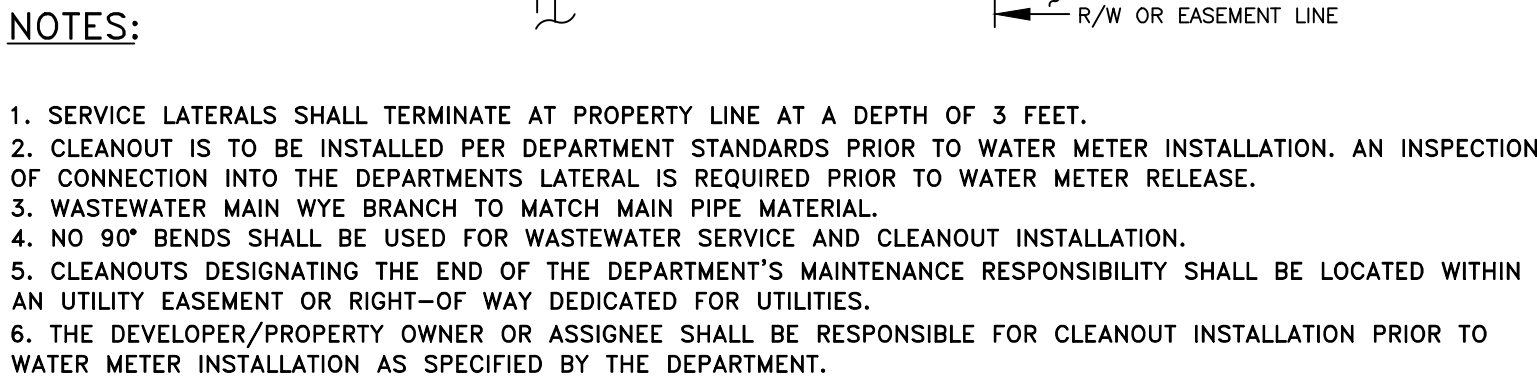 R/W OR EASEMENT LINE
NOTES:
1. SERVICE LATERALS SHALL TERMINATE AT PROPERTY LINE AT A DEPTH OF 3 FEET.
2. CLEANOUT IS TO BE INSTALLED PER DEPARTMENT STANDARDS PRIOR TO WATER METER INSTALLATION. AN INSPECTION
OF CONNECTION INTO THE DEPARTMENTS LATERAL IS REQUIRED PRIOR TO WATER METER RELEASE.
3. WASTEWATER MAIN WYE BRANCH TO MATCH MAIN PIPE MATERIAL.
4. NO 90° BENDS SHALL BE USED FOR WASTEWATER SERVICE AND CLEANOUT INSTALLATION.
5. CLEANOUTS DESIGNATING THE END OF THE DEPARTMENT'S MAINTENANCE RESPONSIBILITY SHALL BE LOCATED WITHIN
AN UTILITY EASEMENT OR RIGHT-OF WAY DEDICATED FOR UTILITIES.
6. THE DEVELOPER/PROPERTY OWNER OR ASSIGNEE SHALL BE RESPONSIBLE FOR CLEANOUT INSTALLATION PRIOR TO
WATER METER INSTALLATION AS SPECIFIED BY THE DEPARTMENT.